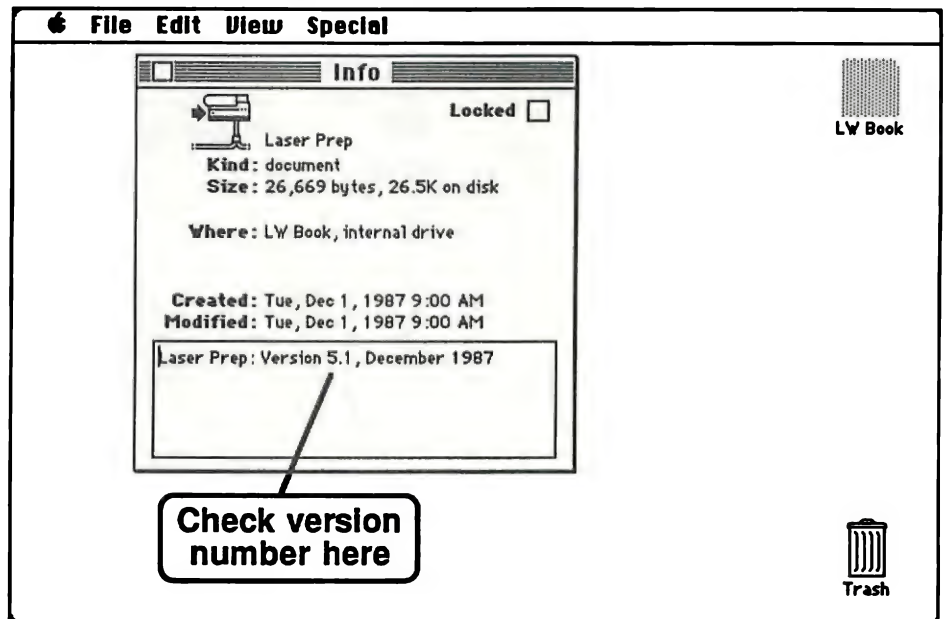 File Edit View Special
Info
Locked
LW Book
Laser Prep
Kind: document
Size: 26,669 bytes, 26.5K on disk
Where: LW Book, internal drive
Created: Tue, Dec 1, 1987 9:00 AM
Modified: Tue, Dec 1, 1987 9:00 AM
Laser Prep: Version 5.1, December 1987
Check version
number here
Trash